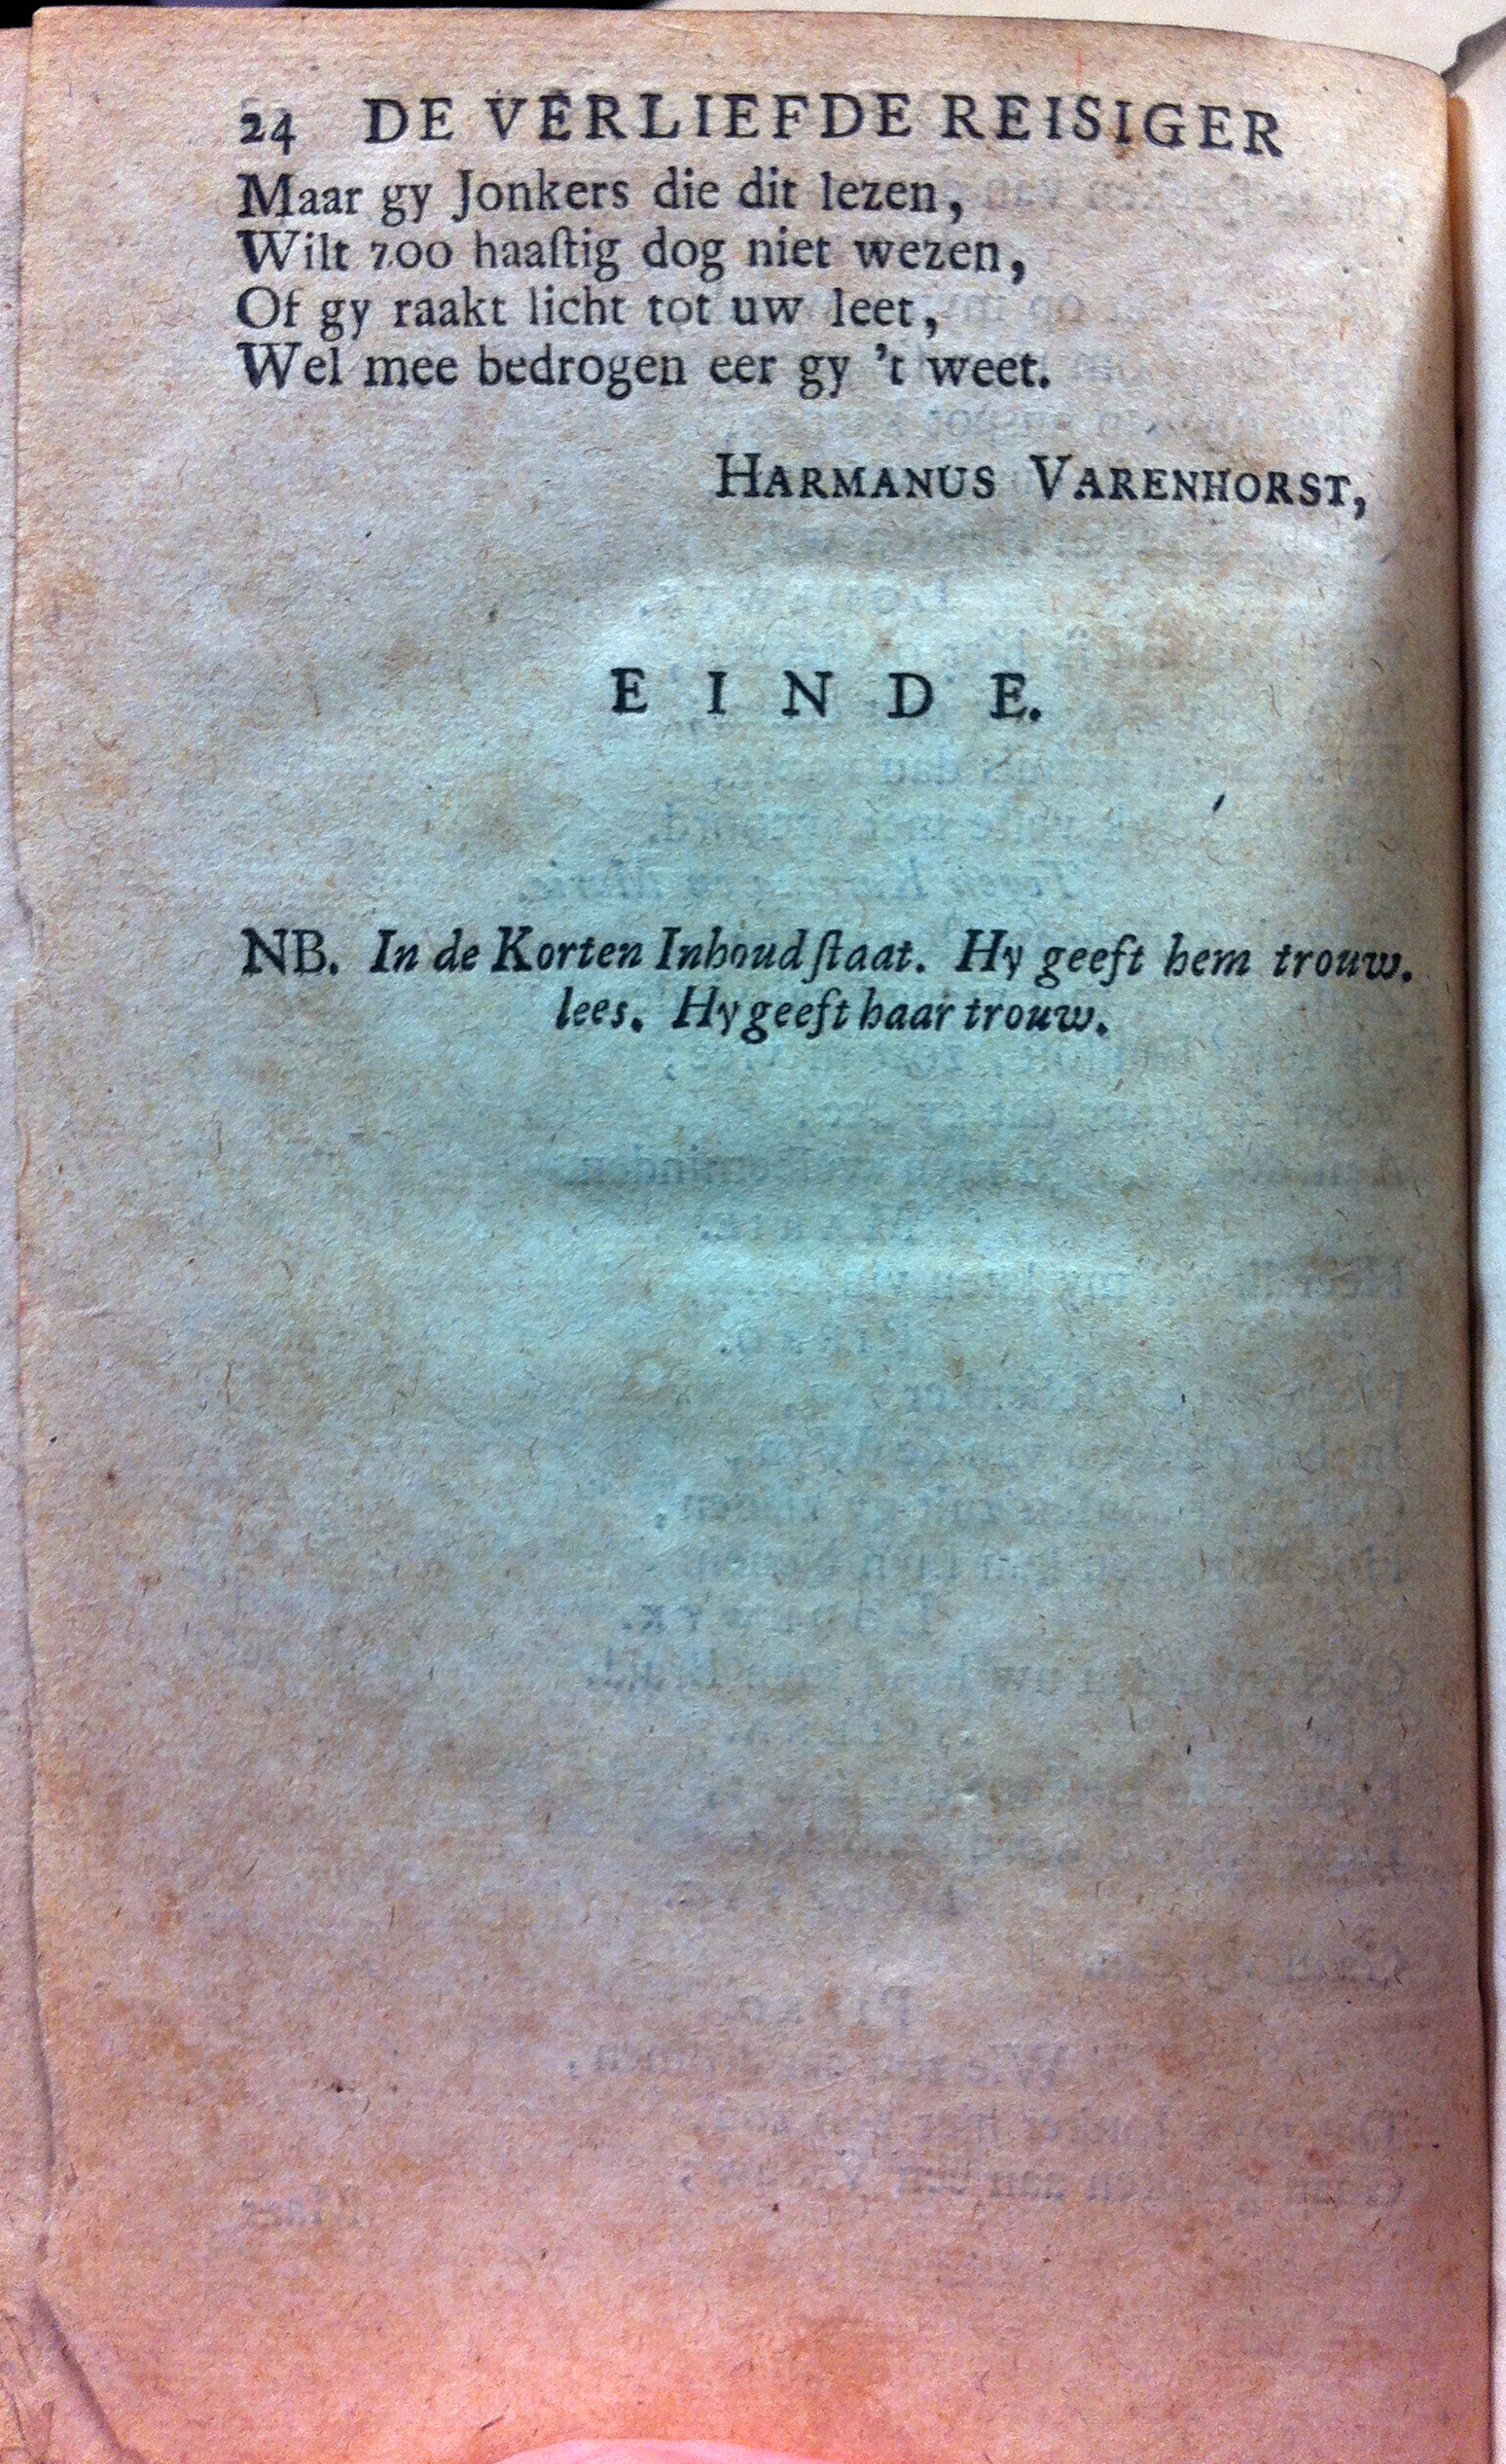 24 DE VERLIEFDE REISIGER
Maar gy Jonkers die dit lezen,
Wilt zoo haaſtig dog niet wezen,
Of gy raakt licht tot uw leet,
Wel mee bedrogen eer gy 't weet.
HARMANUS VARENHORST,
EINDE.
NB. In de Korten Inhoud ſtaat. Hy geeft hem trouw.
lees. Hy geeft haar trouw.